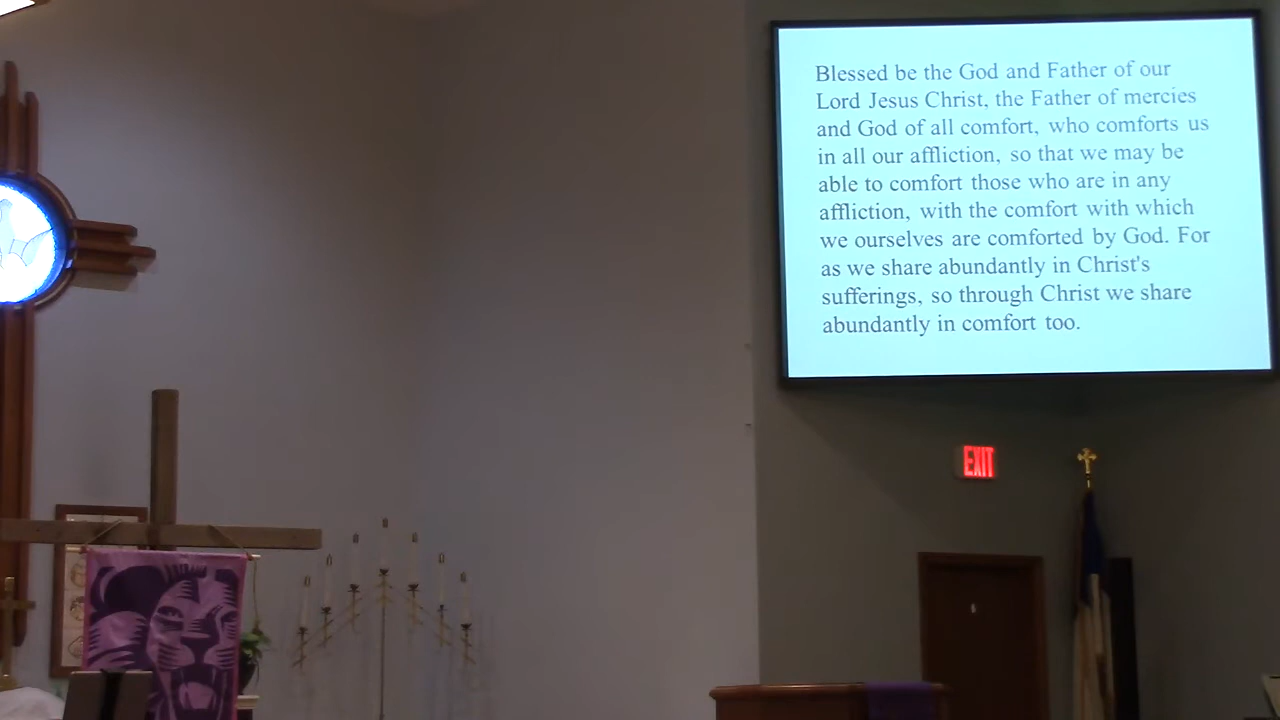 Blessed be the God and Father of our
Lord Jesus Christ, the Father of mercies
and God of all comfort, who comforts us
in all our affliction, so that we may be
able to comfort those who are in any
affliction, with the comfort with which
we ourselves are comforted by God. For
as we share abundantly in Christ's
sufferings, so through Christ we share
abundantly in comfort too.
EXIT